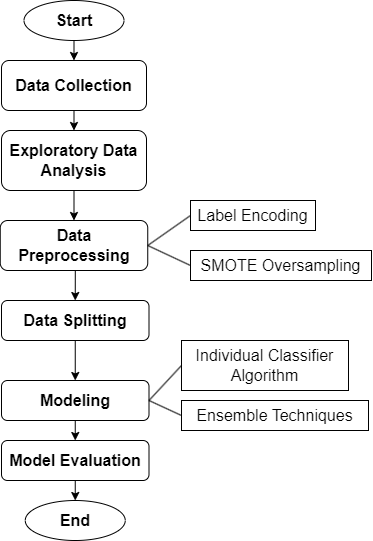 Start
Data Collection
Exploratory Data
Analysis
Data
Preprocessing
Label Encoding
SMOTE Oversampling
Data Splitting
Modeling
Individual Classifier
Algorithm
Ensemble Techniques
Model Evaluation
End